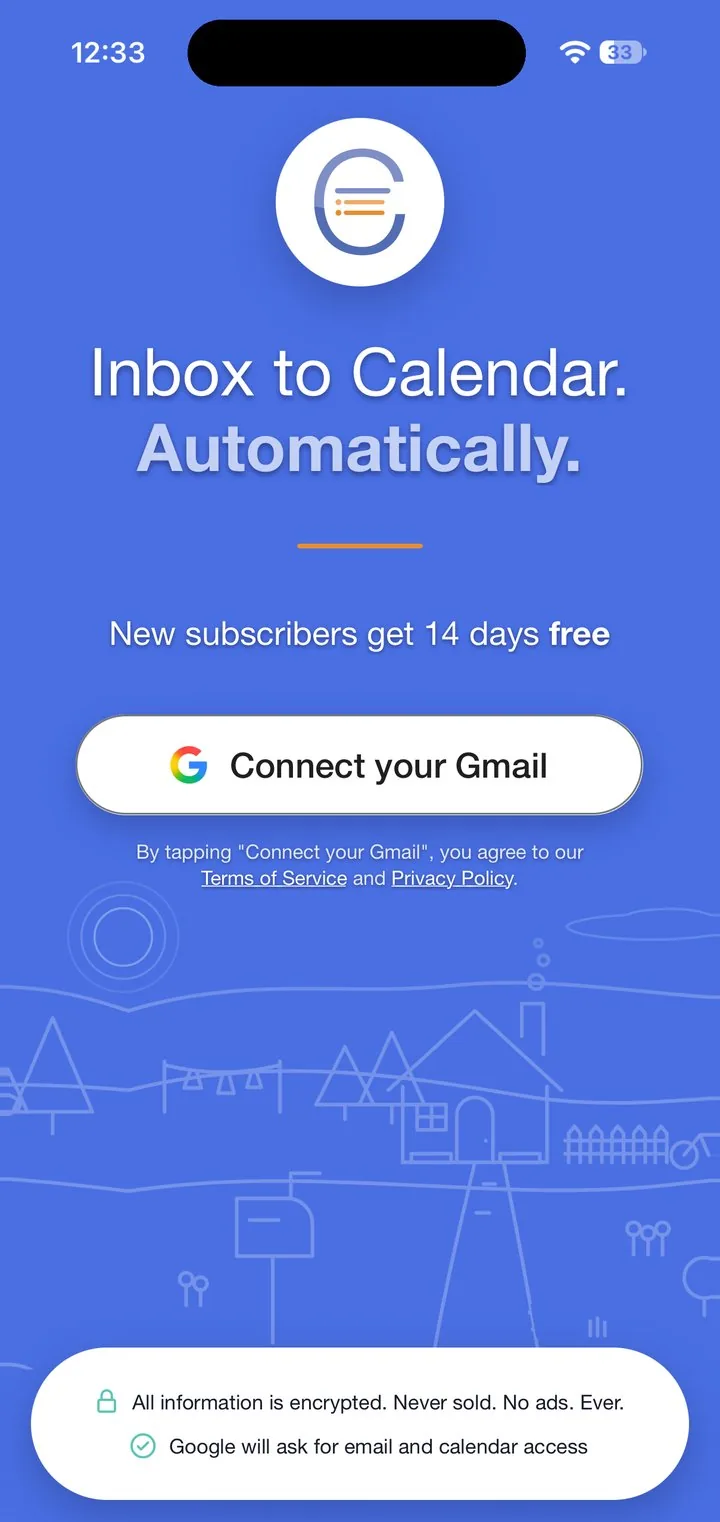 12:33
33
Inbox to Calendar.
Automatically.
New subscribers get 14 days free
Connect your Gmail
By tapping "Connect your Gmail", you agree to our
Terms of Service and Privacy Policy.
All information is encrypted. Never sold. No ads. Ever.
Google will ask for email and calendar access